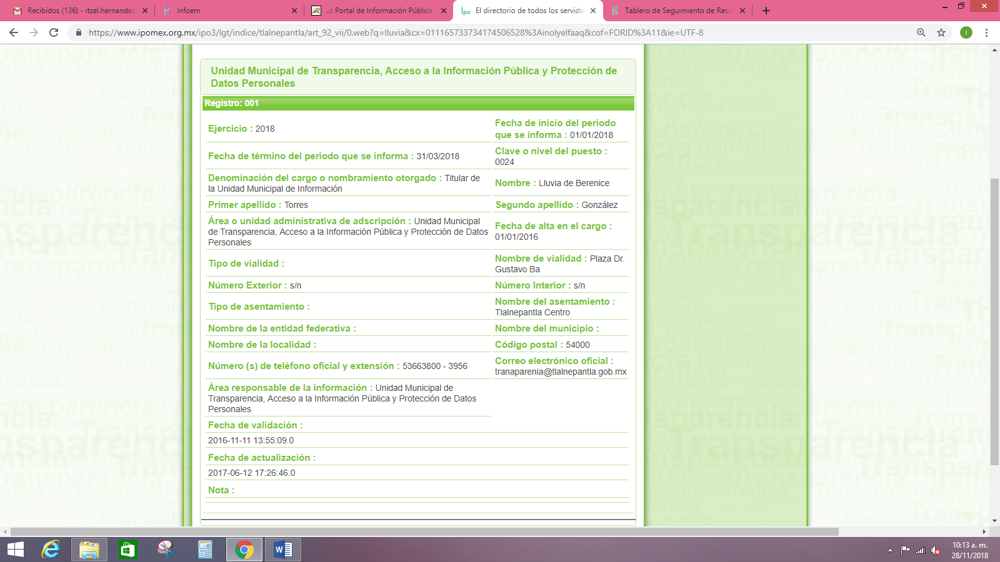 Recibidos (136) - itzel.hernandez
Infoem
..:: Portal de Información Pública
El directorio de todos los servido
Tablero de Seguimiento de Recu
https://www.ipomex.org.mx/ipo3/lgt/indice/tlalnepantla/art_92_vii/0.web?q=lluvia&cx=011165733734174506528%3Ainolyelfaaq&cof=FORID%3A11&ie=UTF-8
I
Unidad Municipal de Transparencia, Acceso a la Información Pública y Protección de
Datos Personales
Registro: 001
Ejercicio : 2018
Fecha de inicio del periodo
que se informa : 01/01/2018
Fecha de término del periodo que se informa : 31/03/2018
Clave o nivel del puesto :
0024
Denominación del cargo o nombramiento otorgado : Titular de
la Unidad Municipal de Información
Nombre : Lluvia de Berenice
Primer apellido : Torres
Segundo apellido : González
Área o unidad administrativa de adscripción : Unidad Municipal
de Transparencia, Acceso a la Información Pública y Protección de Datos
Personales
Fecha de alta en el cargo :
01/01/2016
Tipo de vialidad :
Nombre de vialidad : Plaza Dr.
Gustavo Ba
Número Exterior : s/n
Número Interior : s/n
Tipo de asentamiento :
Nombre del asentamiento :
Tlalnepantla Centro
Nombre de la entidad federativa :
Nombre del municipio :
Nombre de la localidad :
Código postal : 54000
Número (s) de teléfono oficial y extensión : 53663800 - 3956
Correo electrónico oficial :
tranaparenia@tlalnepantla.gob.mx
Área responsable de la información : Unidad Municipal de
Transparencia, Acceso a la Información Pública y Protección de Datos
Personales
Fecha de validación :
2016-11-11 13:55:09.0
Fecha de actualización :
2017-06-12 17:26:46.0
Nota :
10:13 a. m.
28/11/2018